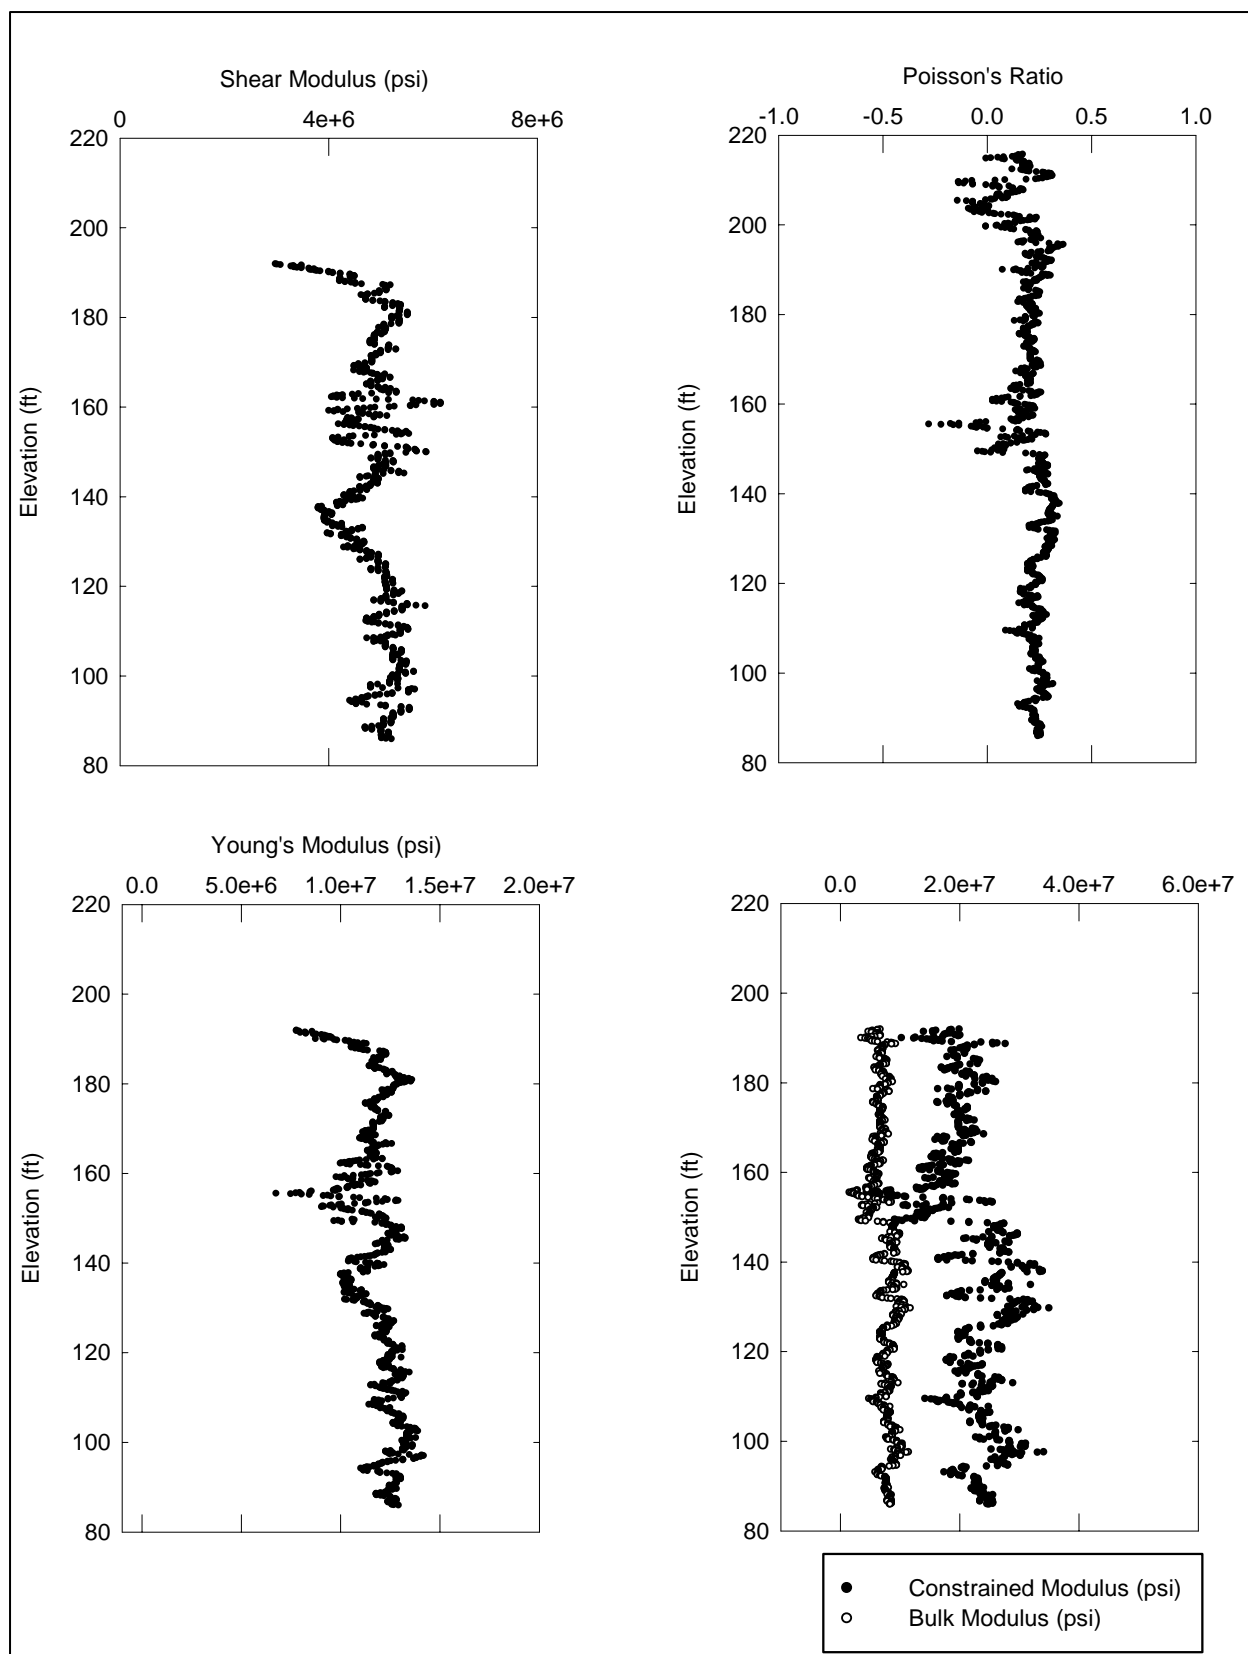 Shear Modulus (psi)
0 4e+6 8e+6
220
200
180
160
140
120
100
80
Elevation (ft)
Poisson's Ratio
-1.0 -0.5 0.0 0.5 1.0
220
200
180
160
140
120
100
80
Elevation (ft)
Young's Modulus (psi)
0.0 5.0e+6 1.0e+7 1.5e+7 2.0e+7
220
200
180
160
140
120
100
80
Elevation (ft)
0.0 2.0e+7 4.0e+7 6.0e+7
220
200
180
160
140
120
100
80
Elevation (ft)
Constrained Modulus (psi)
Bulk Modulus (psi)